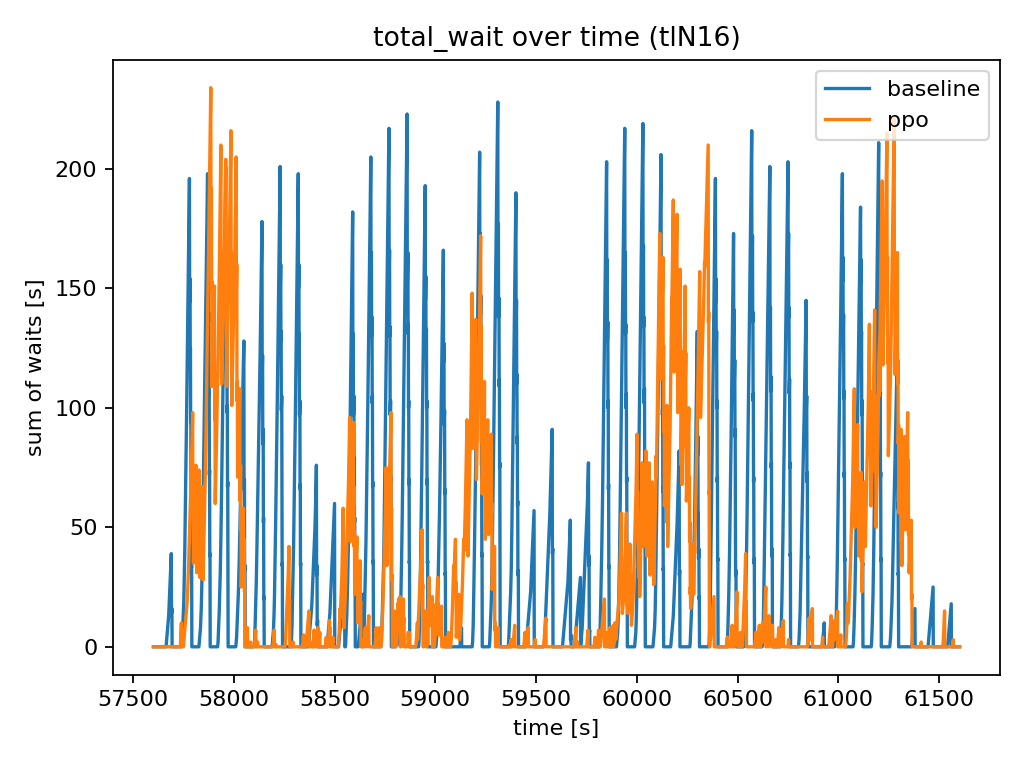 total_wait over time (tlN16)
baseline
ppo
sum of waits [s]
200
150
100
50
0
57500 58000 58500 59000 59500 60000 60500 61000 61500
time [s]